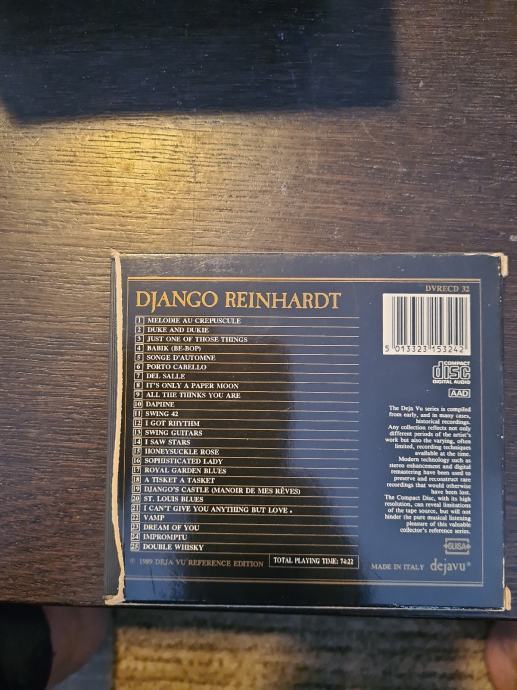 DJANGO REINHARDT
1 MELODIE AU CREPUSCULE
2 DUKE AND DUKIE
3 JUST ONE OF THOSE THINGS
4 BABIK (BE-BOP)
5 SONGE D'AUTOMNE
6 PORTO CABELLO
7 DEL SALLE
8 IT'S ONLY A PAPER MOON
9 ALL THE THINKS YOU ARE
10 DAPHNE
11 SWING 42
12 I GOT RHYTHM
13 SWING GUITARS
14 I SAW STARS
15 HONEYSUCKLE ROSE
16 SOPHISTICATED LADY
17 ROYAL GARDEN BLUES
18 A TISKET A TASKET
19 DJANGO'S CASTLE (MANOIR DE MES RÊVES)
20 ST. LOUIS BLUES
21 I CAN'T GIVE YOU ANYTHING BUT LOVE.
22 VAMP
23 DREAM OF YOU
24 IMPROMPTU
25 DOUBLE WHISKY
℗ 1989 DEJA VU REFERENCE EDITION
TOTAL PLAYING TIME: 74:22
DVRECD 32
5 013323 153242
COMPACT
disc
DIGITAL AUDIO
AAD
The Deja Vu series is compiled
from early, and in many cases,
historical recordings.
Any collection reflects not only
different periods of the artist's
work but also the varying, often
limited, recording techniques
available at the time.
Modern technology such as
stereo enhancement and digital
remastering have been used to
preserve and reconstruct rare
recordings that would otherwise
have been lost.
The Compact Disc, with its high
resolution, can reveal limitations
of the tape source, but will not
hinder the pure musical listening
pleasure of this valuable
collector's reference series.
MADE IN ITALY dejavu